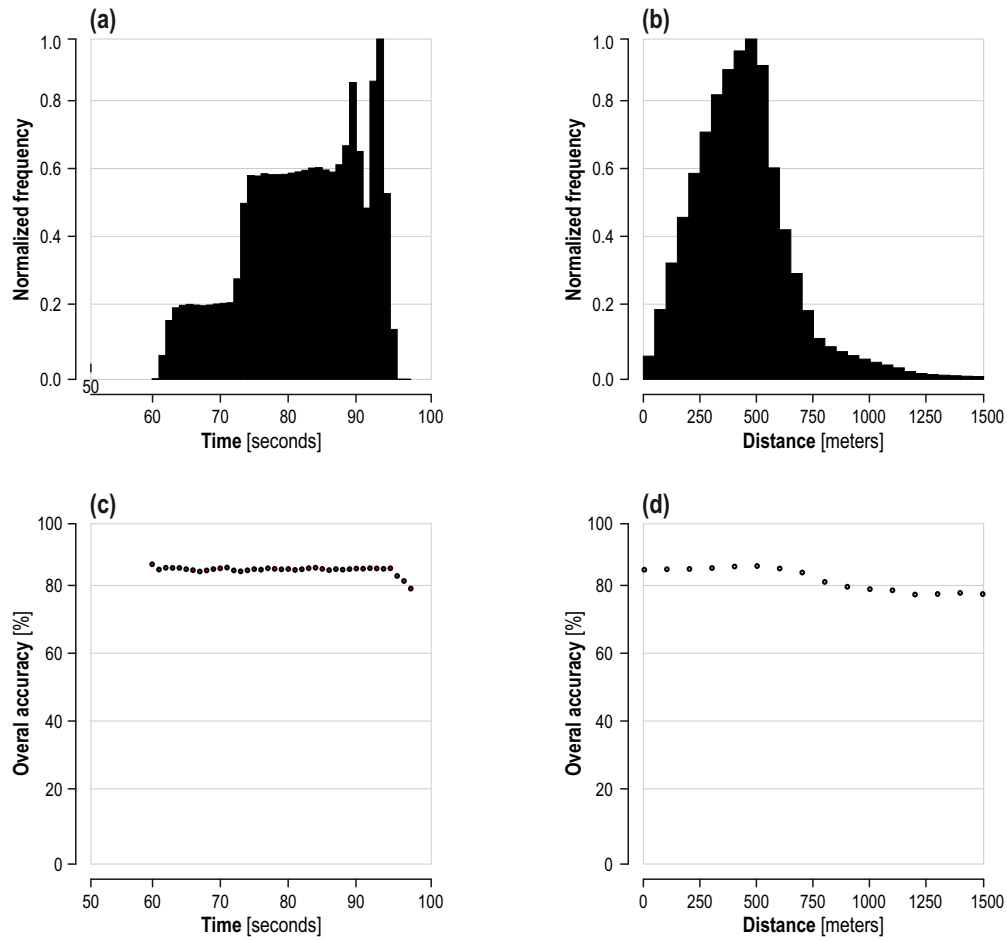 (a)
1.0
0.8
0.6
0.4
0.2
0.0
Normalized frequency
50
60 70 80 90 100
Time [seconds]
(b)
1.0
0.8
0.6
0.4
0.2
0.0
Normalized frequency
0 250 500 750 1000 1250 1500
Distance [meters]
(c)
100
80
60
40
20
0
Overal accuracy [%]
50 60 70 80 90 100
Time [seconds]
(d)
100
80
60
40
20
0
Overal accuracy [%]
0 250 500 750 1000 1250 1500
Distance [meters]